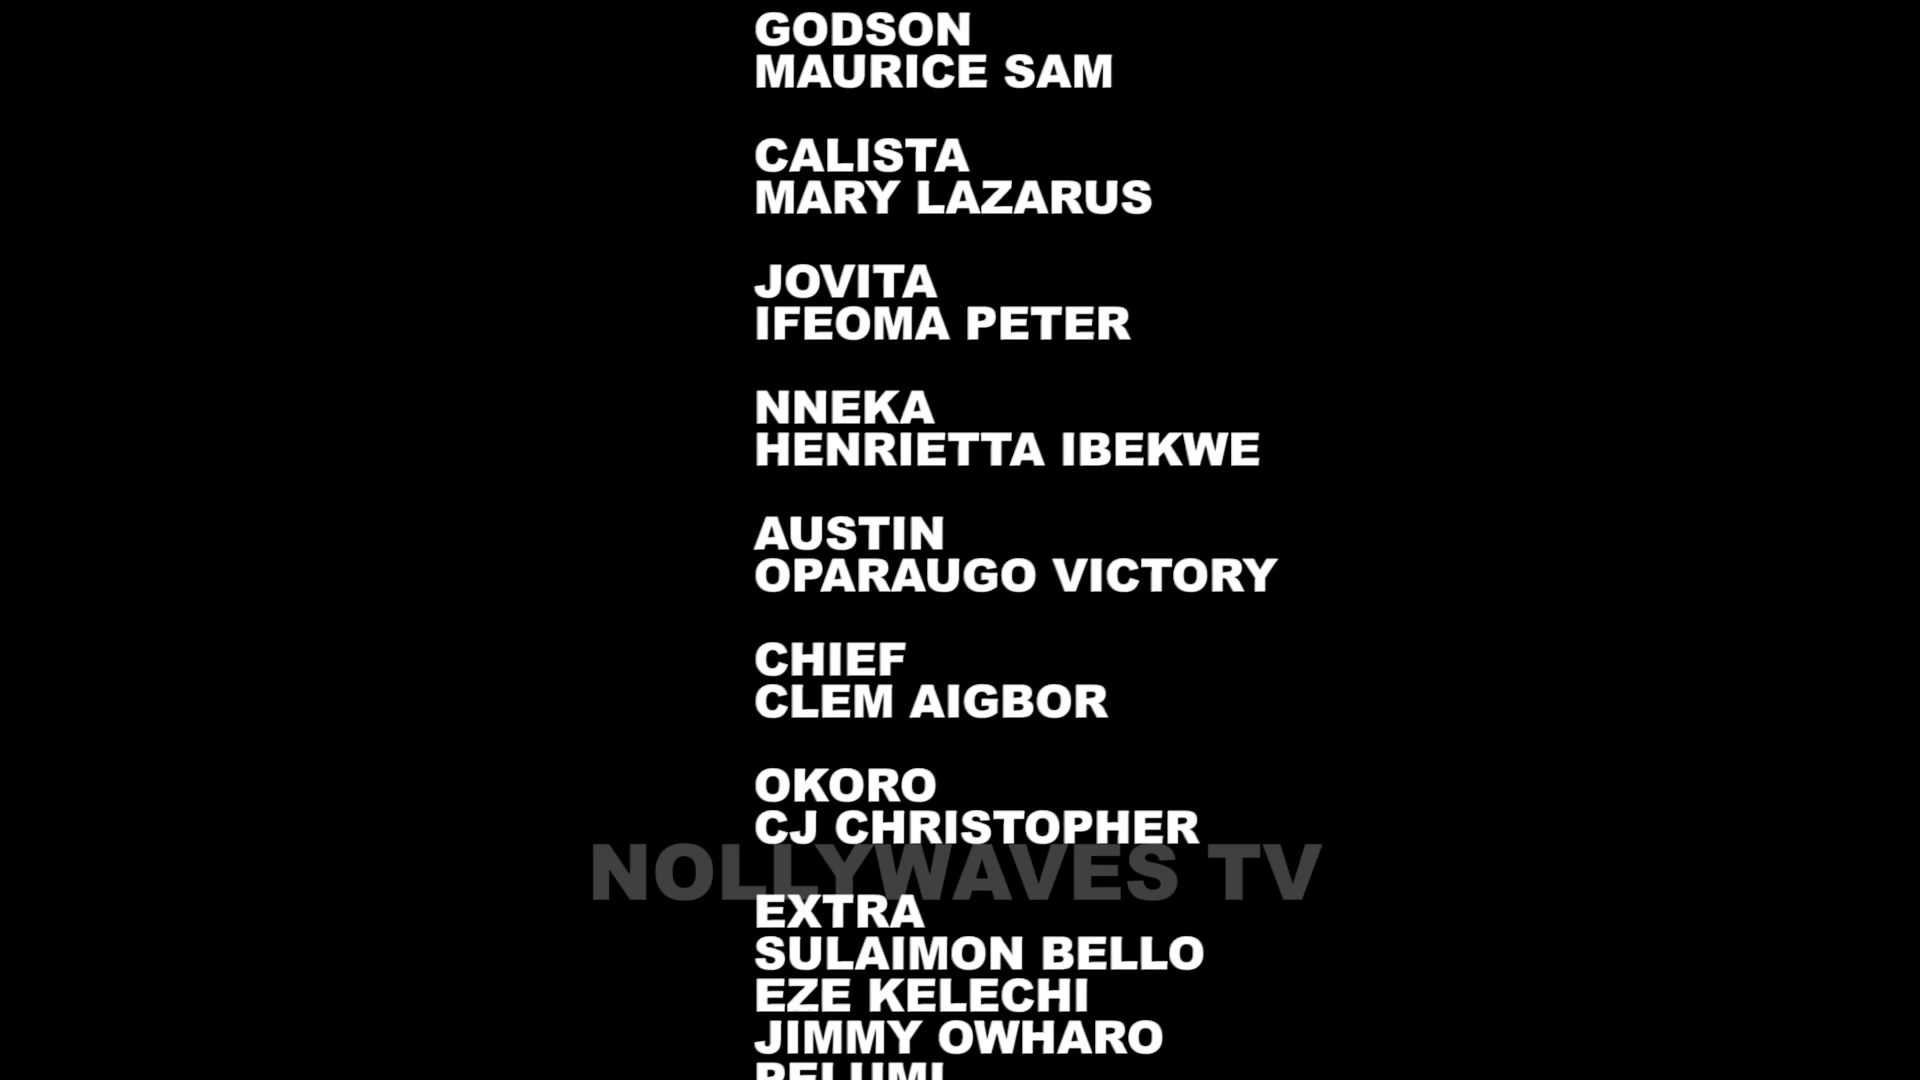 GODSON
MAURICE SAM
CALISTA
MARY LAZARUS
JOVITA
IFEOMA PETER
NNEKA
HENRIETTA IBEKWE
AUSTIN
OPARAUGO VICTORY
CHIEF
CLEM AIGBOR
OKORO
CJ CHRISTOPHER
NOLLYWAVES TV
EXTRA
SULAIMON BELLO
EZE KELECHI
JIMMY OWHARO
PELUMI